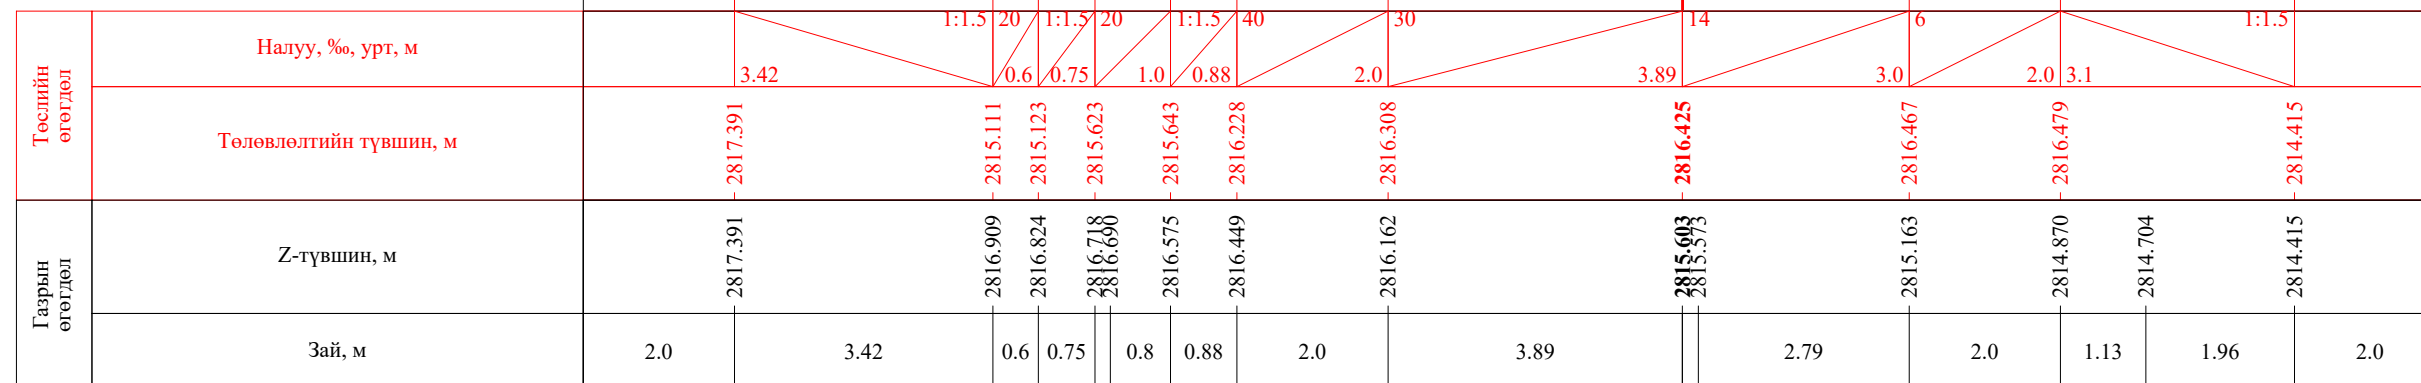 Төслийн
өгөгдөл
Налуу, ‰, урт, м
1:1.5 20 1:1.5 20 1:1.5 40 30 14 6 1:1.5
3.42 0.6 0.75 1.0 0.88 2.0 3.89 3.0 2.0 3.1
Төлөвлөлтийн түвшин, м
2817.391 2815.111 2815.123 2815.623 2815.643 2816.228 2816.308 2816.425 2816.467 2816.479 2814.415
Газрын
өгөгдөл
Z-түвшин, м
2817.391 2816.909 2816.824 2816.718 2816.690 2816.575 2816.449 2816.162 2815.603 2815.573 2815.163 2814.870 2814.704 2814.415
Зай, м
2.0 3.42 0.6 0.75 0.8 0.88 2.0 3.89 2.79 2.0 1.13 1.96 2.0